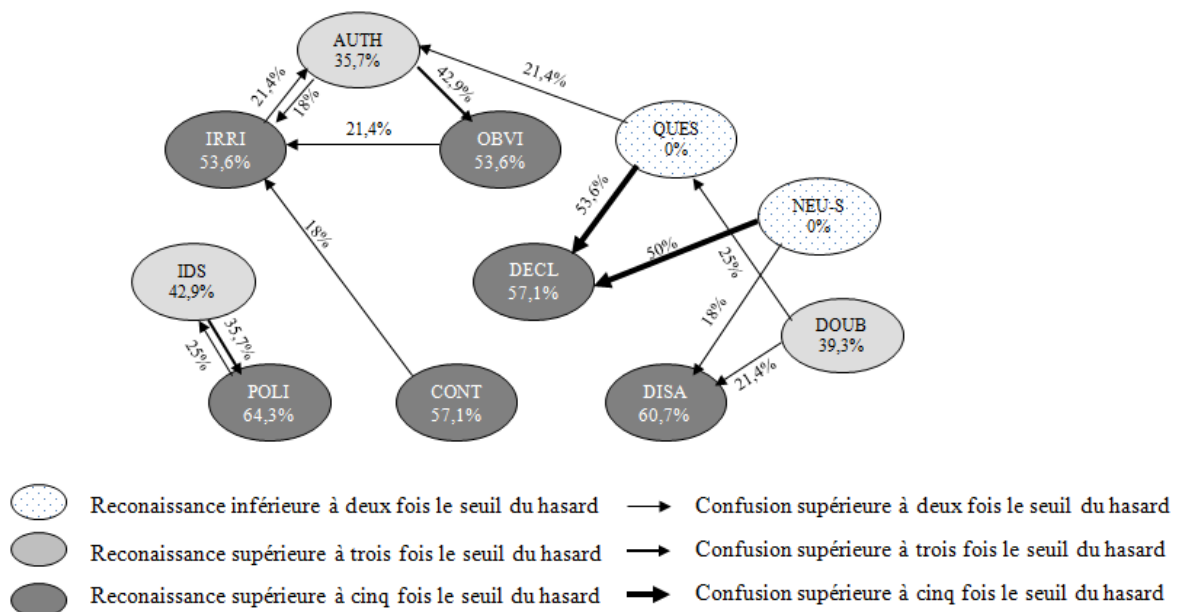 AUTH
35,7%
21,4%
18%
42,9%
21,4%
IRRI
53,6%
21,4%
OBVI
53,6%
QUES
0%
53,6%
NEU-S
0%
50%
25%
18%
18%
IDS
42,9%
DECL
57,1%
DOUB
39,3%
35,7%
25%
21,4%
POLI
64,3%
CONT
57,1%
DISA
60,7%
Reconaissance inférieure à deux fois le seuil du hasard
Confusion supérieure à deux fois le seuil du hasard
Reconaissance supérieure à trois fois le seuil du hasard
Confusion supérieure à trois fois le seuil du hasard
Reconaissance supérieure à cinq fois le seuil du hasard
Confusion supérieure à cinq fois le seuil du hasard